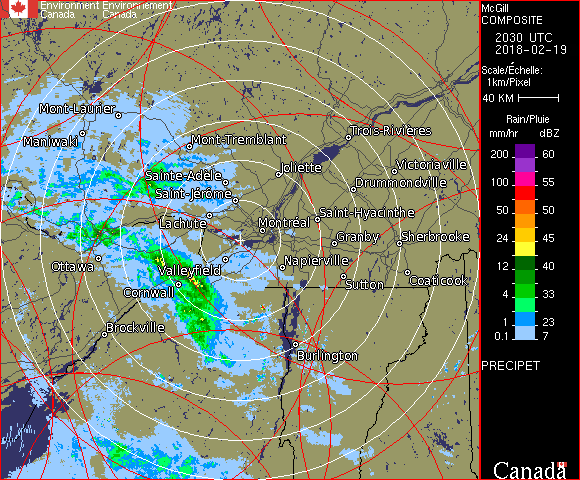 Environment Environnement
Canada Canada
McGill
COMPOSITE
2030 UTC
2018-02-19
Scale/Échelle:
1km/Pixel
40 KM
Rain/Pluie
mm/hr dBZ
200 60
100 55
50 50
24 45
12 40
4 33
1 23
0.1 7
PRECIPET
Canada
Mont-Laurier
Maniwaki
Mont-Tremblant
Trois-Rivières
Sainte-Adèle
Joliette
Victoriaville
Saint-Jérôme
Drummondville
Lachute
Montréal
Saint-Hyacinthe
Granby
Sherbrooke
Ottawa
Valleyfield
Napierville
Cornwall
Sutton
Coaticook
Brockville
Burlington